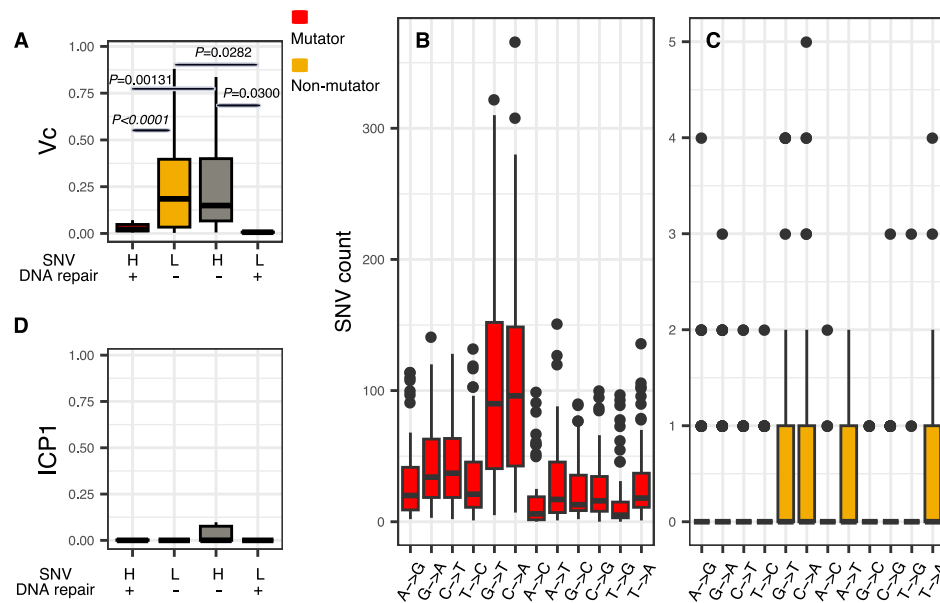 A
Mutator
Non-mutator
1.00
0.75
0.50
0.25
0.00
Vc
P=0.0282
P=0.00131
P=0.0300
P<0.0001
SNV H L H L
DNA repair + - - +
D
1.00
0.75
0.50
0.25
0.00
ICP1
SNV H L H L
DNA repair + - - +
B
300
200
100
0
SNV count
A->G G->A C->T T->C G->T C->A A->C A->T G->C C->G T->G T->A
C
5
4
3
2
1
0
A->G G->A C->T T->C G->T C->A A->C A->T G->C C->G T->G T->A